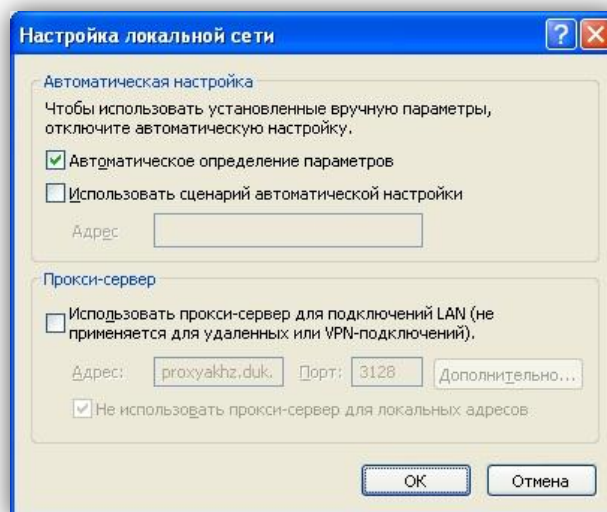 Настройка локальной сети
Автоматическая настройка
Чтобы использовать установленные вручную параметры,
отключите автоматическую настройку.
Автоматическое определение параметров
Использовать сценарий автоматической настройки
Адрес
Прокси-сервер
Использовать прокси-сервер для подключений LAN (не
применяется для удаленных или VPN-подключений).
Адрес: proxyakhz.duk. Порт: 3128 Дополнительно...
Не использовать прокси-сервер для локальных адресов
ОК Отмена